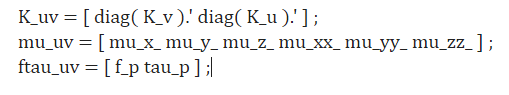 K_uv = [ diag( K_v ).' diag( K_u ).' ] ;
mu_uv = [ mu_x_ mu_y_ mu_z_ mu_xx_ mu_yy_ mu_zz_ ] ;
ftau_uv = [ f_p tau_p ] ;